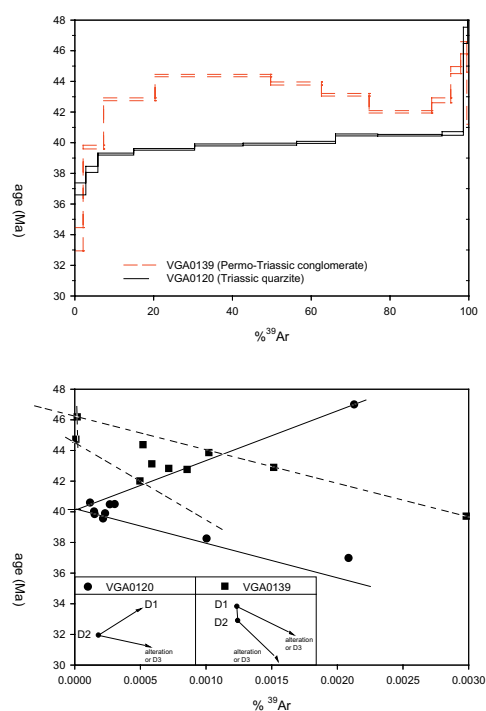 48
46
44
42
40
38
36
34
32
30
age (Ma)
VGA0139 (Permo-Triassic conglomerate)
VGA0120 (Triassic quarzite)
0 20 40 60 80 100
%³⁹Ar
48
46
44
42
40
38
36
34
32
30
age (Ma)
VGA0120 VGA0139
D1 D1
D2 D2
alteration
or D3
alteration
or D3
alteration
or D3
0.0000 0.0005 0.0010 0.0015 0.0020 0.0025 0.0030
% ³⁹Ar